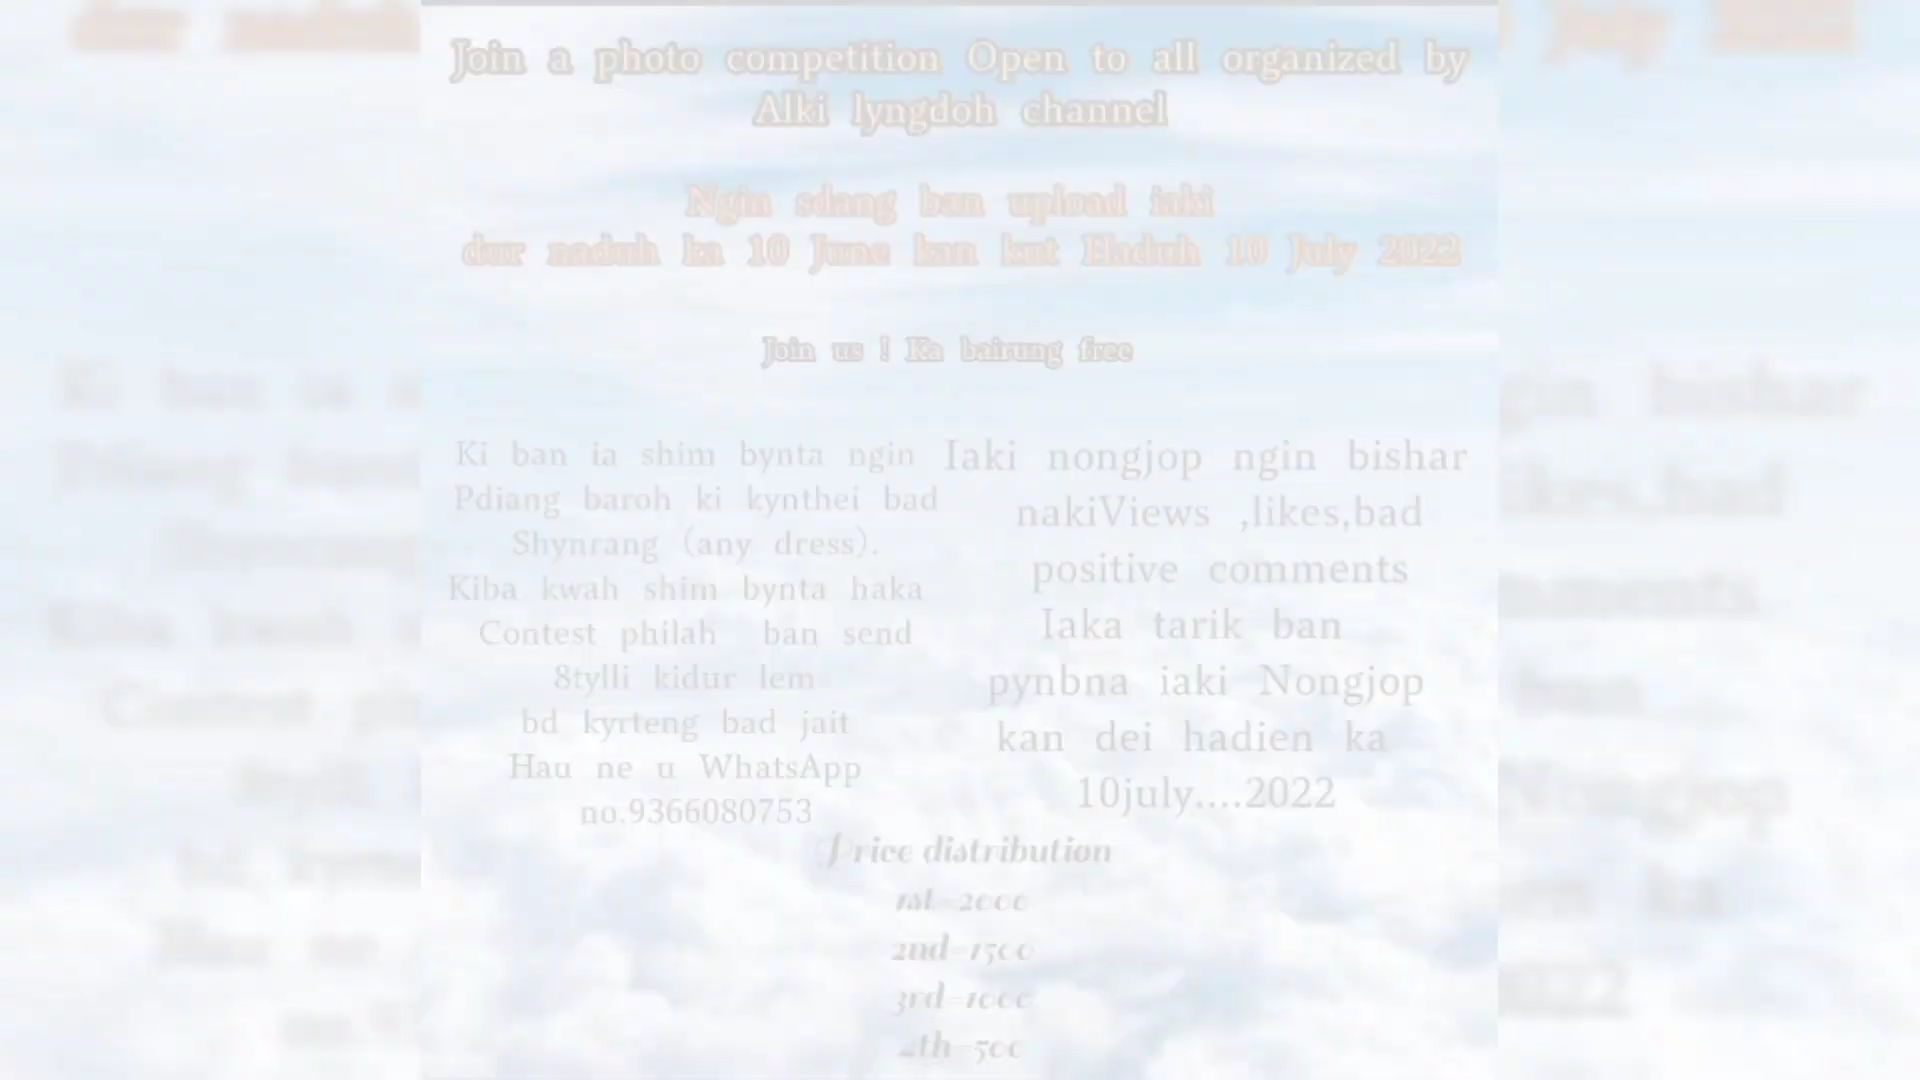 Join a photo competition Open to all organized by
Alki lyngdoh channel
Ngin sdang ban upload iaki
dur naduh ka 10 June kan kut Haduh 10 July 2022
Join us ! Ka bairung free
Ki ban ia shim bynta ngin
Pdiang baroh ki kynthei bad
Shynrang (any dress).
Kiba kwah shim bynta haka
Contest philah ban send
8tylli kidur lem
bd kyrteng bad jait
Hau ne u WhatsApp
no.9366080753
Iaki nongjop ngin bishar
nakiViews ,likes,bad
positive comments
Iaka tarik ban
pynbna iaki Nongjop
kan dei hadien ka
10july....2022
Price distribution
1st-2000
2nd-1500
3rd-1000
4th-500